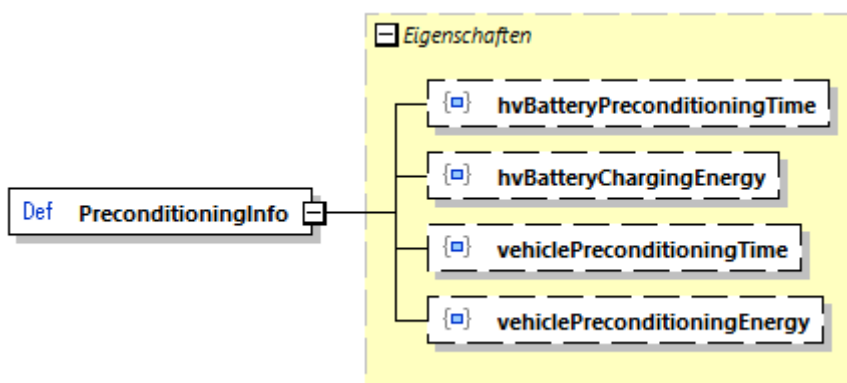 Eigenschaften
hvBatteryPreconditioningTime
hvBatteryChargingEnergy
Def PreconditioningInfo
vehiclePreconditioningTime
vehiclePreconditioningEnergy